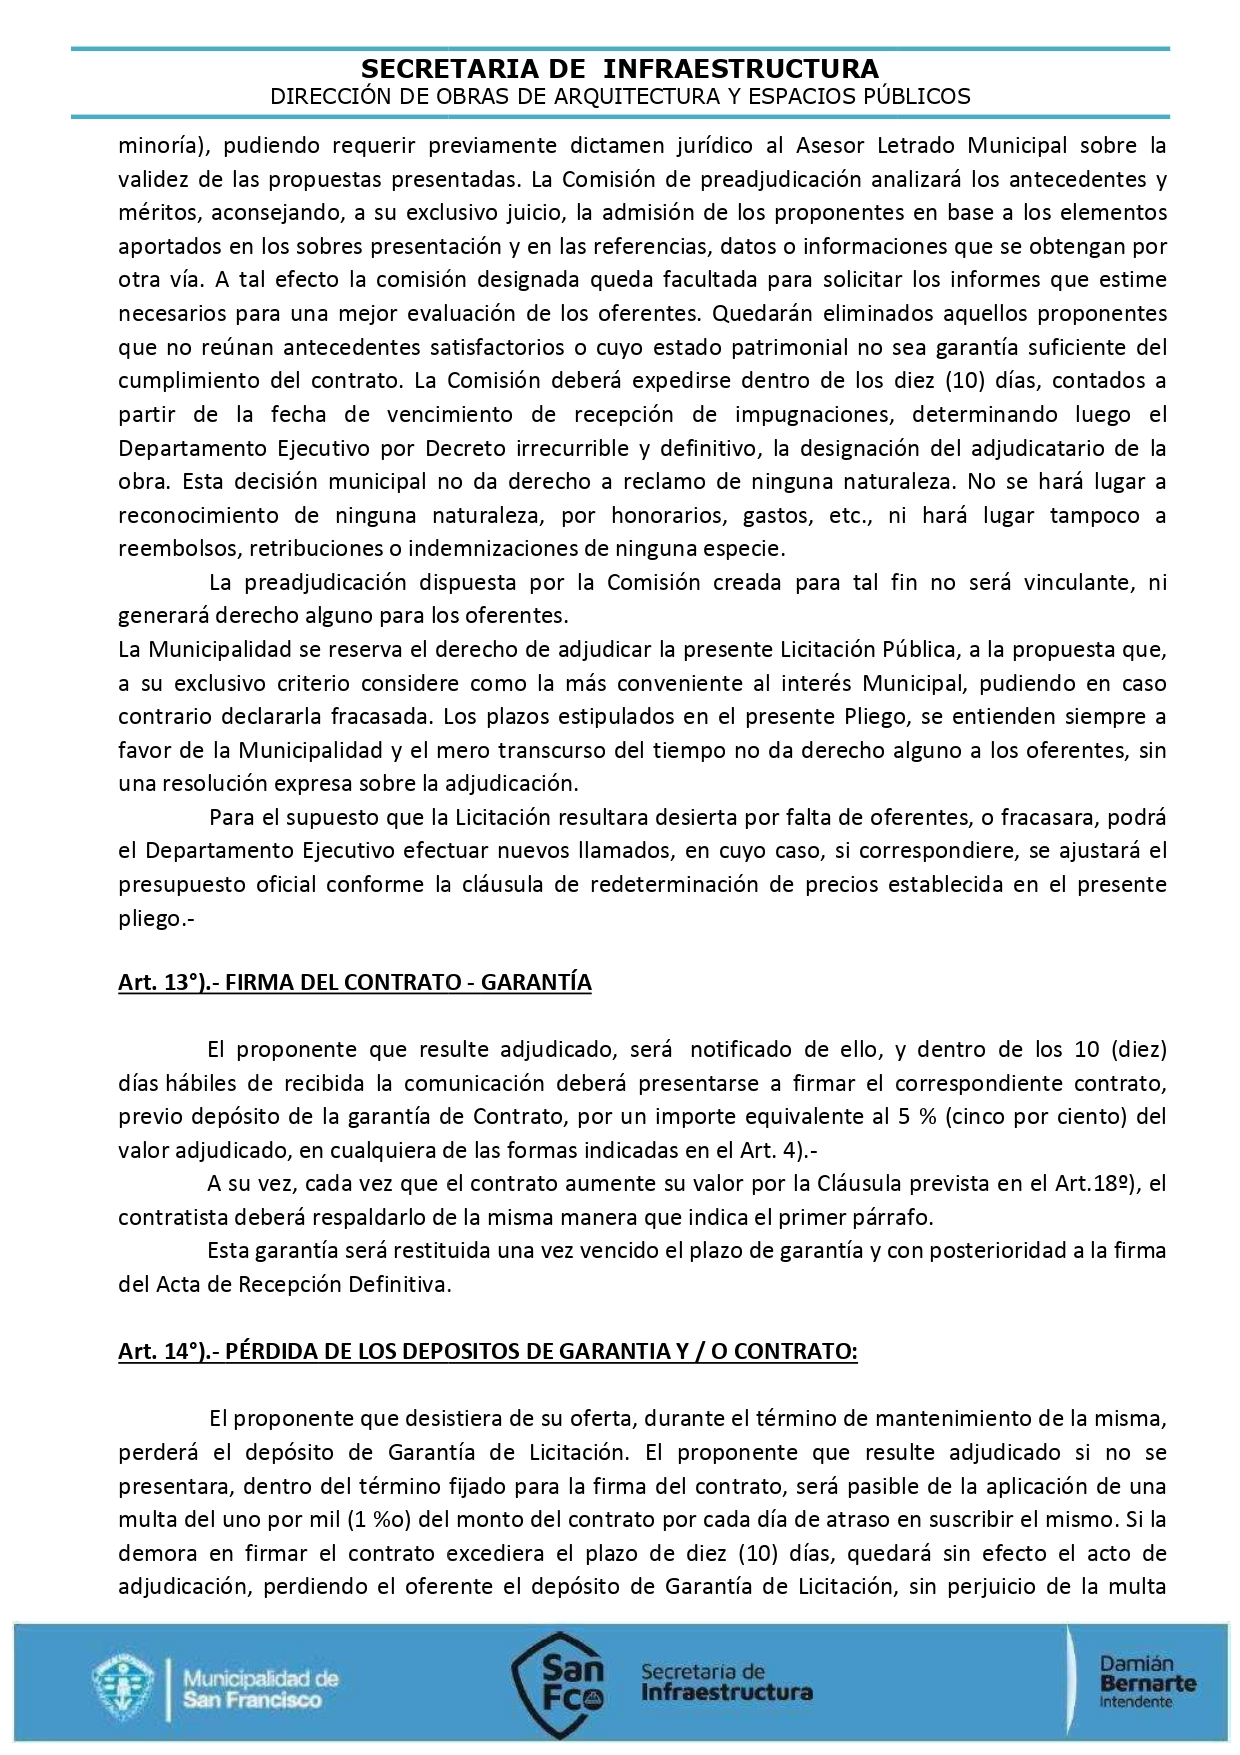 SECRETARIA DE INFRAESTRUCTURA
DIRECCIÓN DE OBRAS DE ARQUITECTURA Y ESPACIOS PÚBLICOS
minoría), pudiendo requerir previamente dictamen jurídico al Asesor Letrado Municipal sobre la
validez de las propuestas presentadas. La Comisión de preadjudicación analizará los antecedentes y
méritos, aconsejando, a su exclusivo juicio, la admisión de los proponentes en base a los elementos
aportados en los sobres presentación y en las referencias, datos o informaciones que se obtengan por
otra vía. A tal efecto la comisión designada queda facultada para solicitar los informes que estime
necesarios para una mejor evaluación de los oferentes. Quedarán eliminados aquellos proponentes
que no reúnan antecedentes satisfactorios o cuyo estado patrimonial no sea garantía suficiente del
cumplimiento del contrato. La Comisión deberá expedirse dentro de los diez (10) días, contados a
partir de la fecha de vencimiento de recepción de impugnaciones, determinando luego el
Departamento Ejecutivo por Decreto irrecurrible y definitivo, la designación del adjudicatario de la
obra. Esta decisión municipal no da derecho a reclamo de ninguna naturaleza. No se hará lugar a
reconocimiento de ninguna naturaleza, por honorarios, gastos, etc., ni hará lugar tampoco a
reembolsos, retribuciones o indemnizaciones de ninguna especie.
La preadjudicación dispuesta por la Comisión creada para tal fin no será vinculante, ni
generará derecho alguno para los oferentes.
La Municipalidad se reserva el derecho de adjudicar la presente Licitación Pública, a la propuesta que,
a su exclusivo criterio considere como la más conveniente al interés Municipal, pudiendo en caso
contrario declararla fracasada. Los plazos estipulados en el presente Pliego, se entienden siempre a
favor de la Municipalidad y el mero transcurso del tiempo no da derecho alguno a los oferentes, sin
una resolución expresa sobre la adjudicación.
Para el supuesto que la Licitación resultara desierta por falta de oferentes, o fracasara, podrá
el Departamento Ejecutivo efectuar nuevos llamados, en cuyo caso, si correspondiere, se ajustará el
presupuesto oficial conforme la cláusula de redeterminación de precios establecida en el presente
pliego.-
Art. 13°).- FIRMA DEL CONTRATO - GARANTÍA
El proponente que resulte adjudicado, será notificado de ello, y dentro de los 10 (diez)
días hábiles de recibida la comunicación deberá presentarse a firmar el correspondiente contrato,
previo depósito de la garantía de Contrato, por un importe equivalente al 5 % (cinco por ciento) del
valor adjudicado, en cualquiera de las formas indicadas en el Art. 4).-
A su vez, cada vez que el contrato aumente su valor por la Cláusula prevista en el Art.18º), el
contratista deberá respaldarlo de la misma manera que indica el primer párrafo.
Esta garantía será restituida una vez vencido el plazo de garantía y con posterioridad a la firma
del Acta de Recepción Definitiva.
Art. 14°).- PÉRDIDA DE LOS DEPOSITOS DE GARANTIA Y / O CONTRATO:
El proponente que desistiera de su oferta, durante el término de mantenimiento de la misma,
perderá el depósito de Garantía de Licitación. El proponente que resulte adjudicado si no se
presentara, dentro del término fijado para la firma del contrato, será pasible de la aplicación de una
multa del uno por mil (1 %o) del monto del contrato por cada día de atraso en suscribir el mismo. Si la
demora en firmar el contrato excediera el plazo de diez (10) días, quedará sin efecto el acto de
adjudicación, perdiendo el oferente el depósito de Garantía de Licitación, sin perjuicio de la multa
Municipalidad de
San Francisco
San
Fco
Secretaría de
Infraestructura
Damián
Bernarte
Intendente